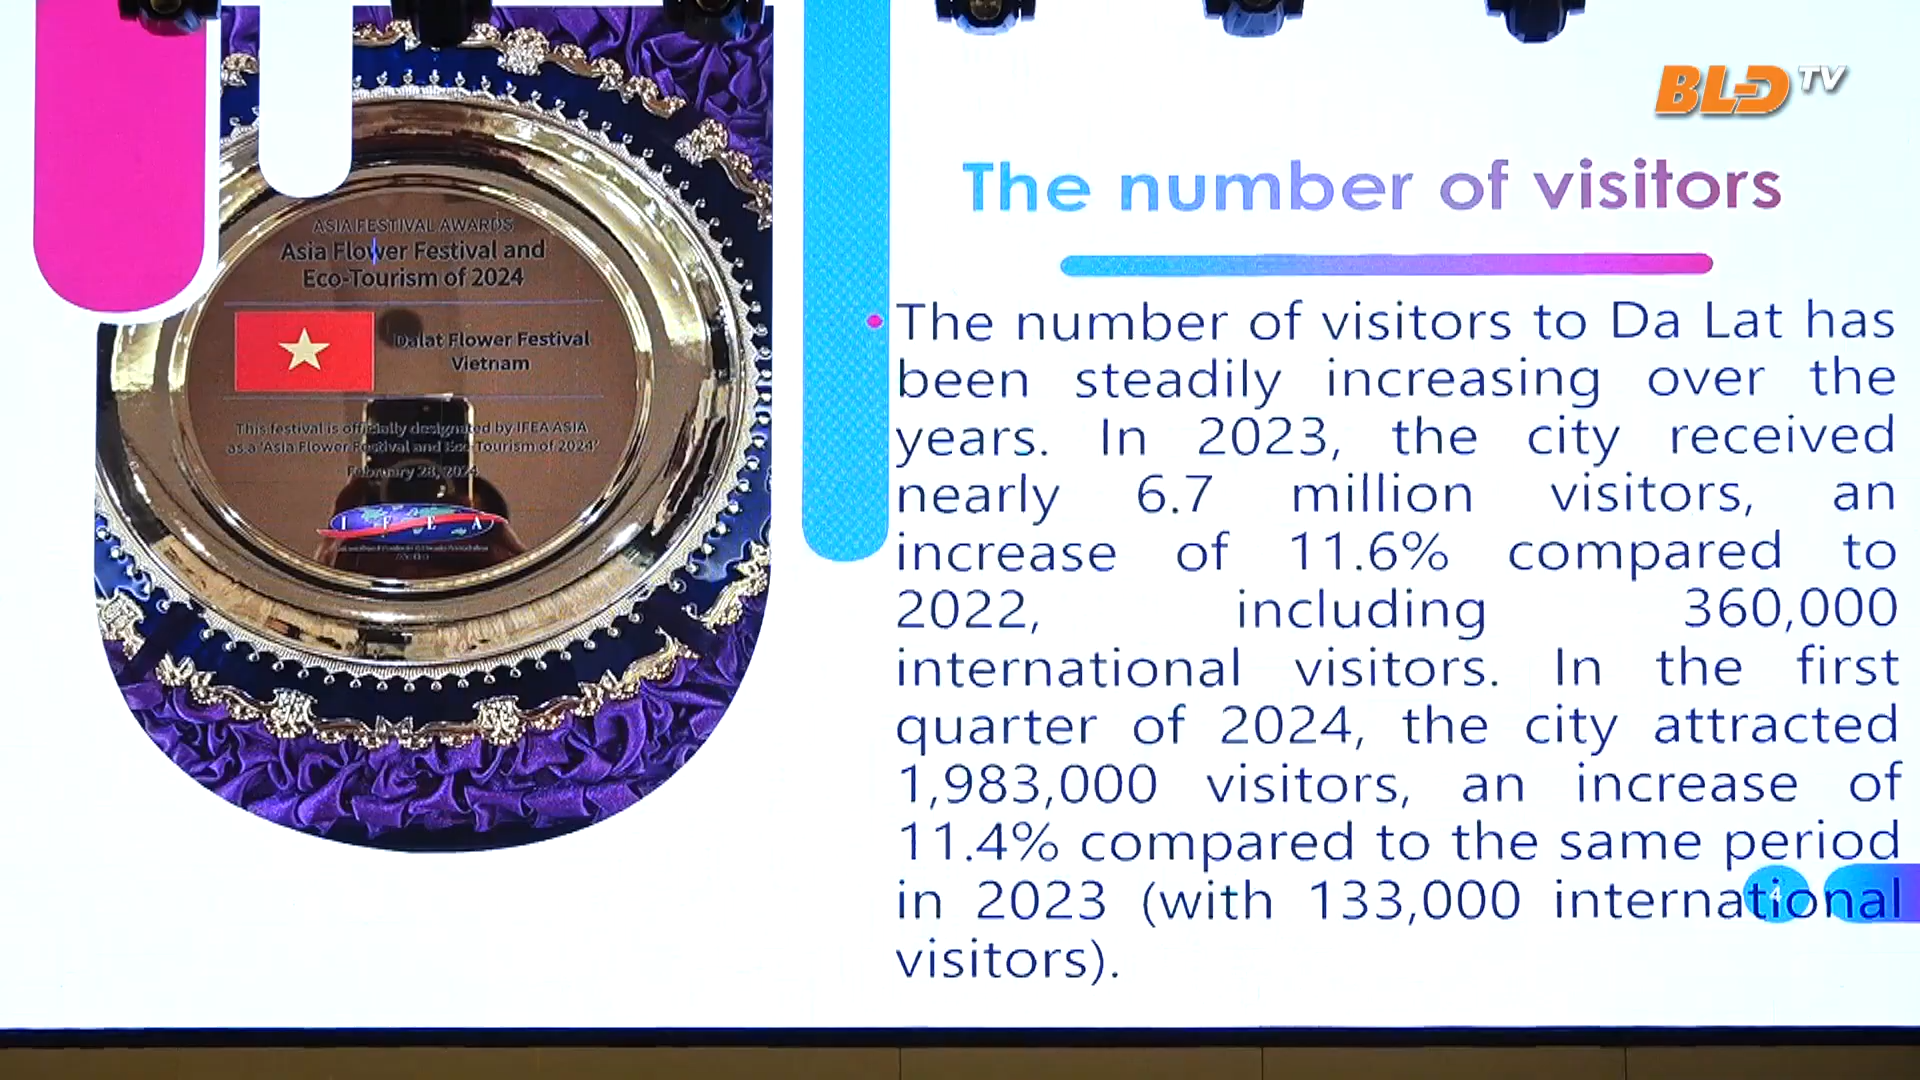 BLD TV
The number of visitors
ASIA FESTIVAL AWARDS
Asia Flower Festival and
Eco-Tourism of 2024
Dalat Flower Festival
Vietnam
This festival is officially designated by IFEA ASIA
as a 'Asia Flower Festival and Eco-Tourism of 2024'
February 28, 2024
I F E A
• The number of visitors to Da Lat has
been steadily increasing over the
years. In 2023, the city received
nearly 6.7 million visitors, an
increase of 11.6% compared to
2022, including 360,000
international visitors. In the first
quarter of 2024, the city attracted
1,983,000 visitors, an increase of
11.4% compared to the same period
in 2023 (with 133,000 international
visitors).
4